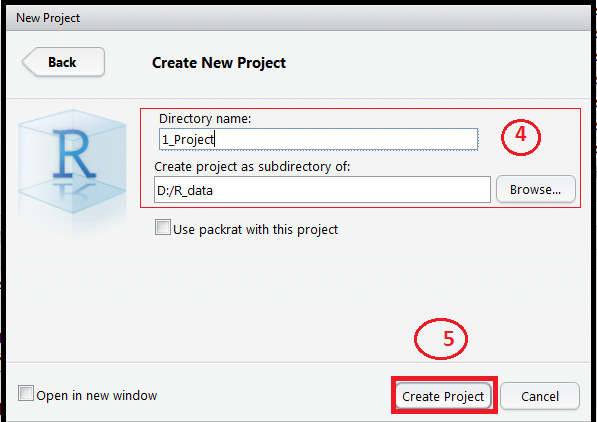 New Project
Back
Create New Project
R
Directory name:
1_Project
4
Create project as subdirectory of:
D:/R_data
Browse...
Use packrat with this project
5
Open in new window
Create Project
Cancel